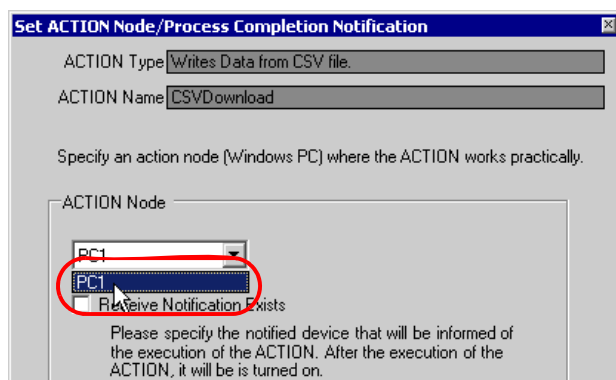 Set ACTION Node/Process Completion Notification
ACTION Type Writes Data from CSV file.
ACTION Name CSVDownload
Specify an action node (Windows PC) where the ACTION works practically.
ACTION Node
PC1
PC1
Receive Notification Exists
Please specify the notified device that will be informed of
the execution of the ACTION. After the execution of the
ACTION, it will be is turned on.